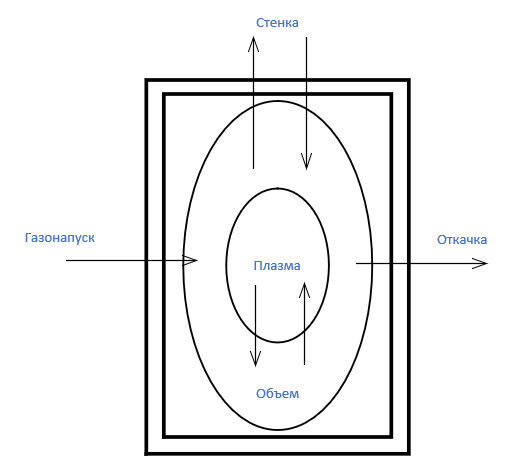 Стенка
Газонапуск
Откачка
Плазма
Объем